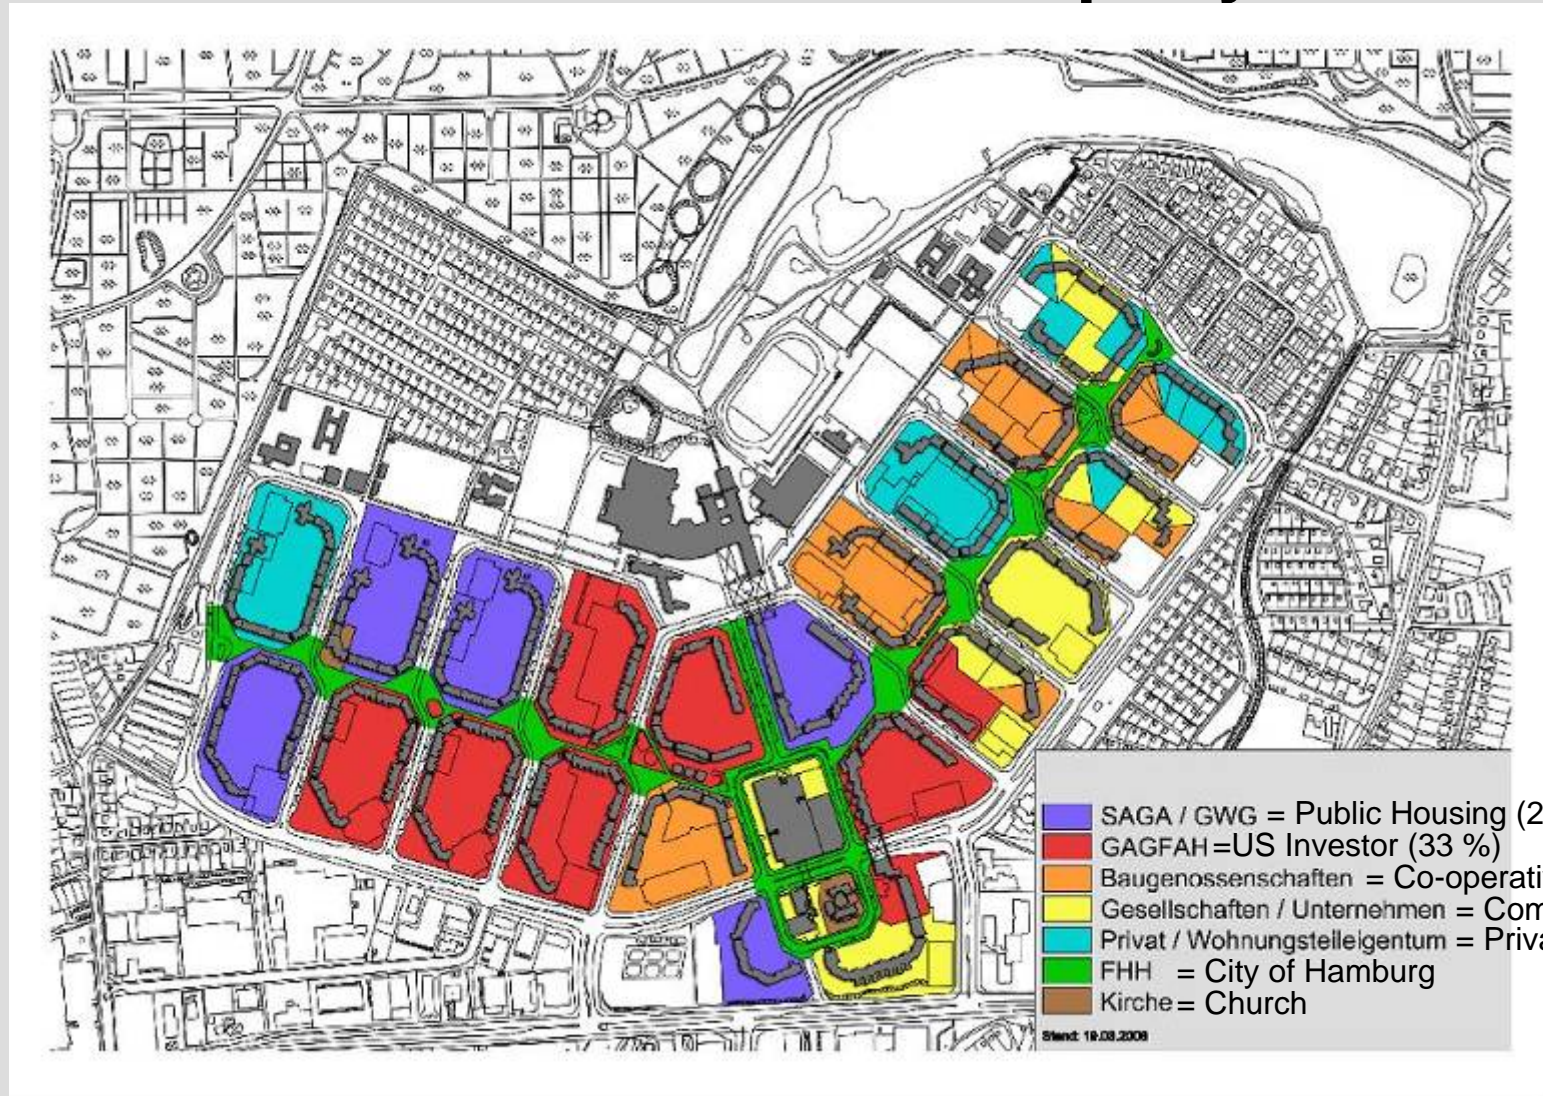 SAGA / GWG = Public Housing (2
GAGFAH =US Investor (33 %)
Baugenossenschaften = Co-operati
Gesellschaften / Unternehmen = Com
Privat / Wohnungsteileigentum = Priva
FHH = City of Hamburg
Kirche = Church
Stand: 19.03.2008